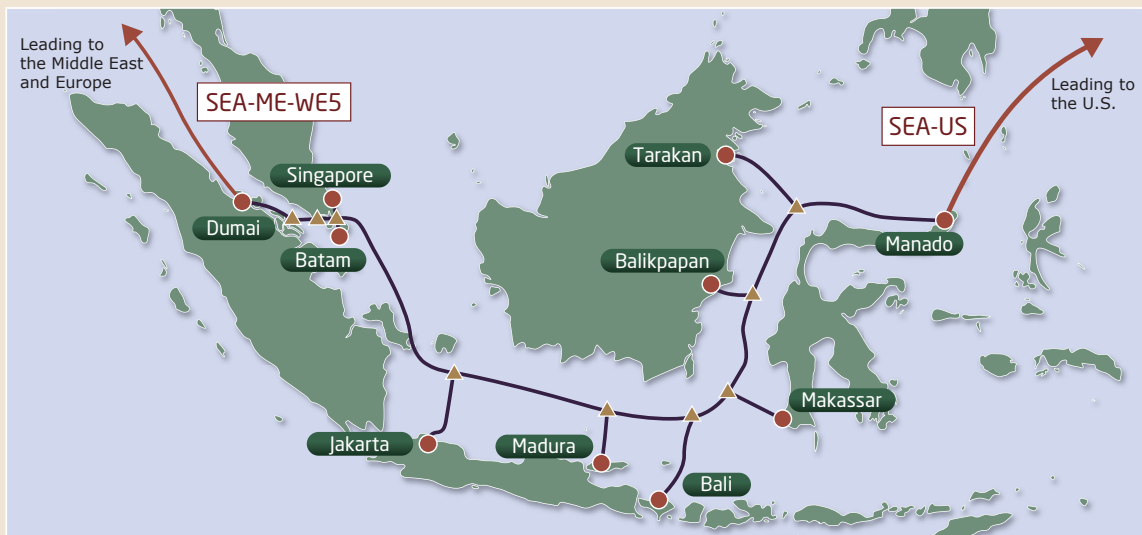 Leading to
the Middle East
and Europe
SEA-ME-WE5
Leading to
the U.S.
SEA-US
Tarakan
Singapore
Dumai
Manado
Batam
Balikpapan
Makassar
Jakarta
Madura
Bali